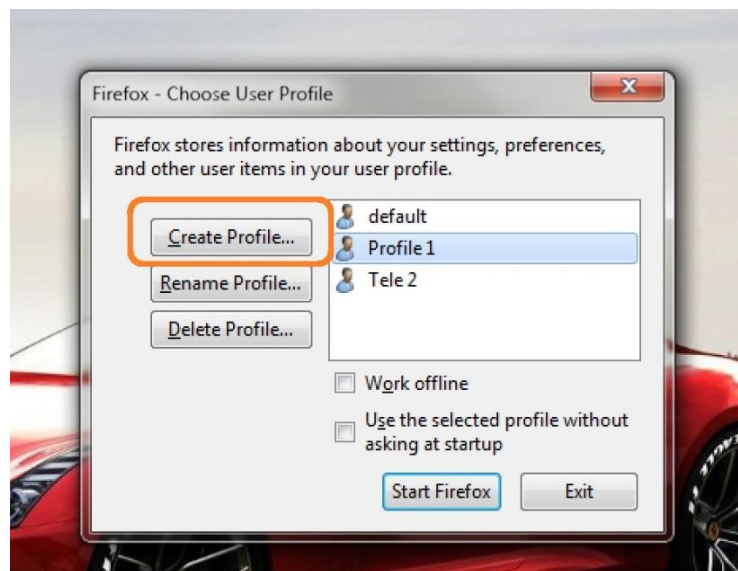 Firefox - Choose User Profile
Firefox stores information about your settings, preferences,
and other user items in your user profile.
Create Profile...
Rename Profile...
Delete Profile...
default
Profile 1
Tele 2
Work offline
Use the selected profile without
asking at startup
Start Firefox
Exit